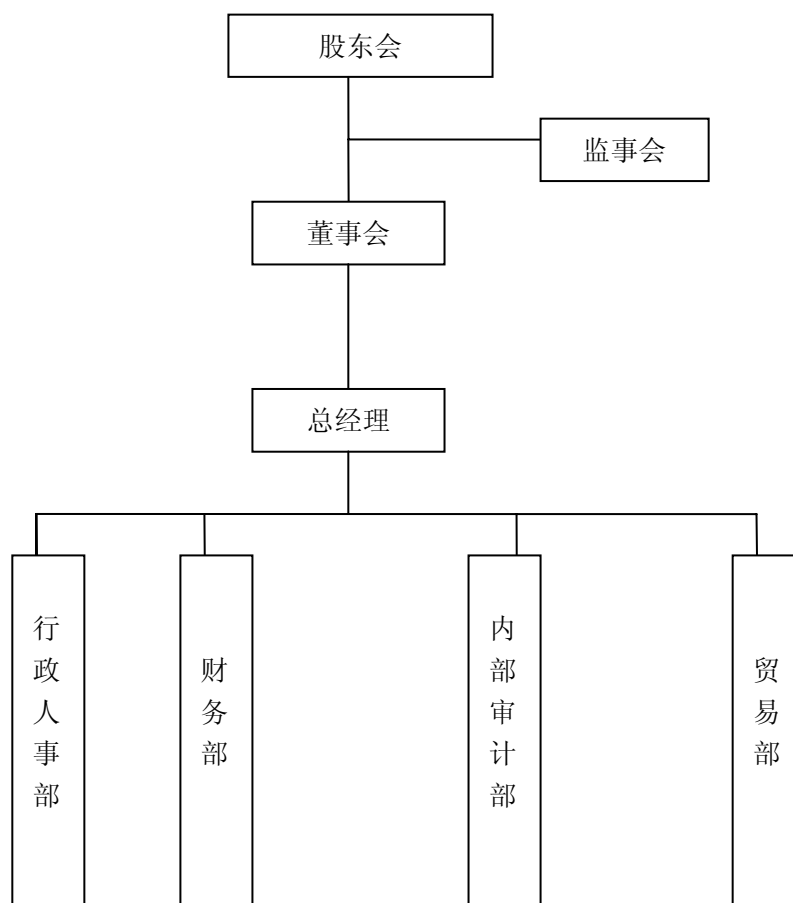 股东会
监事会
董事会
总经理
行政人事部
财务部
内部审计部
贸易部